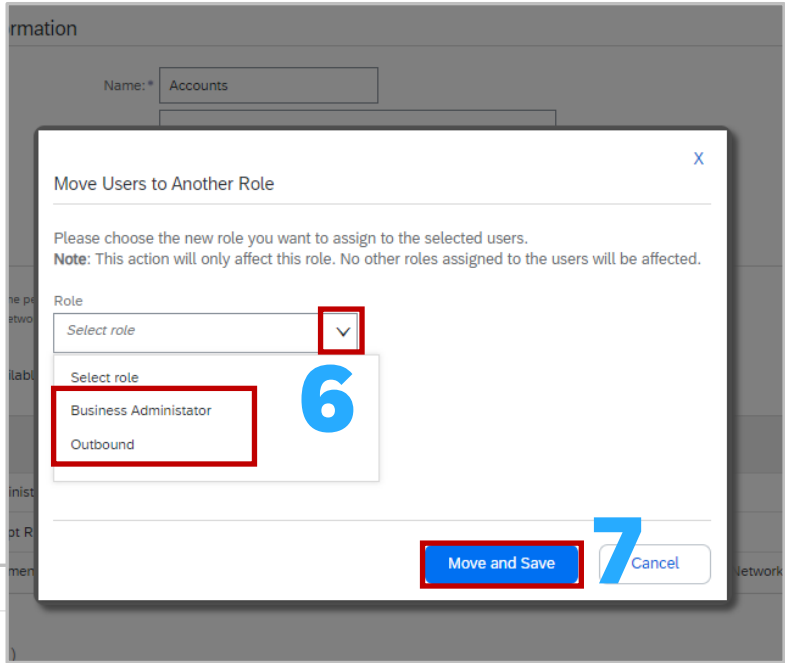 rmation
Name:* Accounts
X
Move Users to Another Role
Please choose the new role you want to assign to the selected users.
Note: This action will only affect this role. No other roles assigned to the users will be affected.
Role
Select role
Select role
Business Administator
Outbound
6
7
Move and Save
Cancel
Network